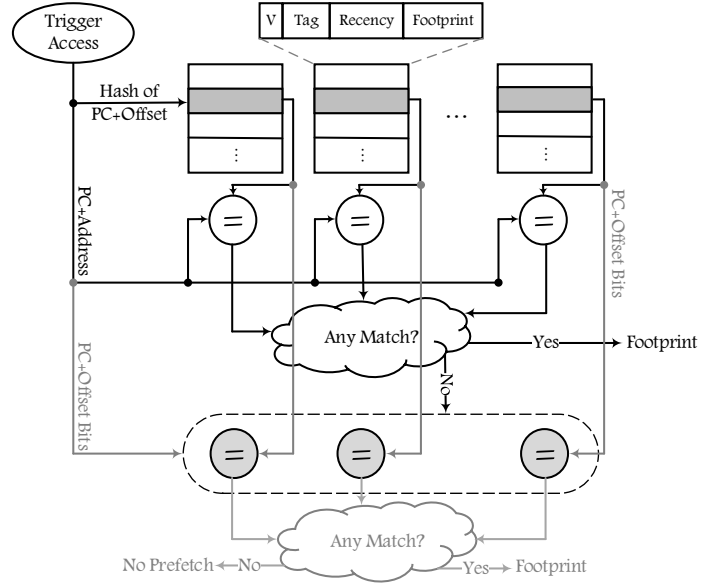 Trigger
Access
V Tag Recency Footprint
Hash of
PC+Offset
...
⋮
⋮
⋮
PC+Address
=
=
=
PC+Offset Bits
Any Match?
Yes
Footprint
No
PC+Offset Bits
=
=
=
Any Match?
No Prefetch
No
Yes
Footprint